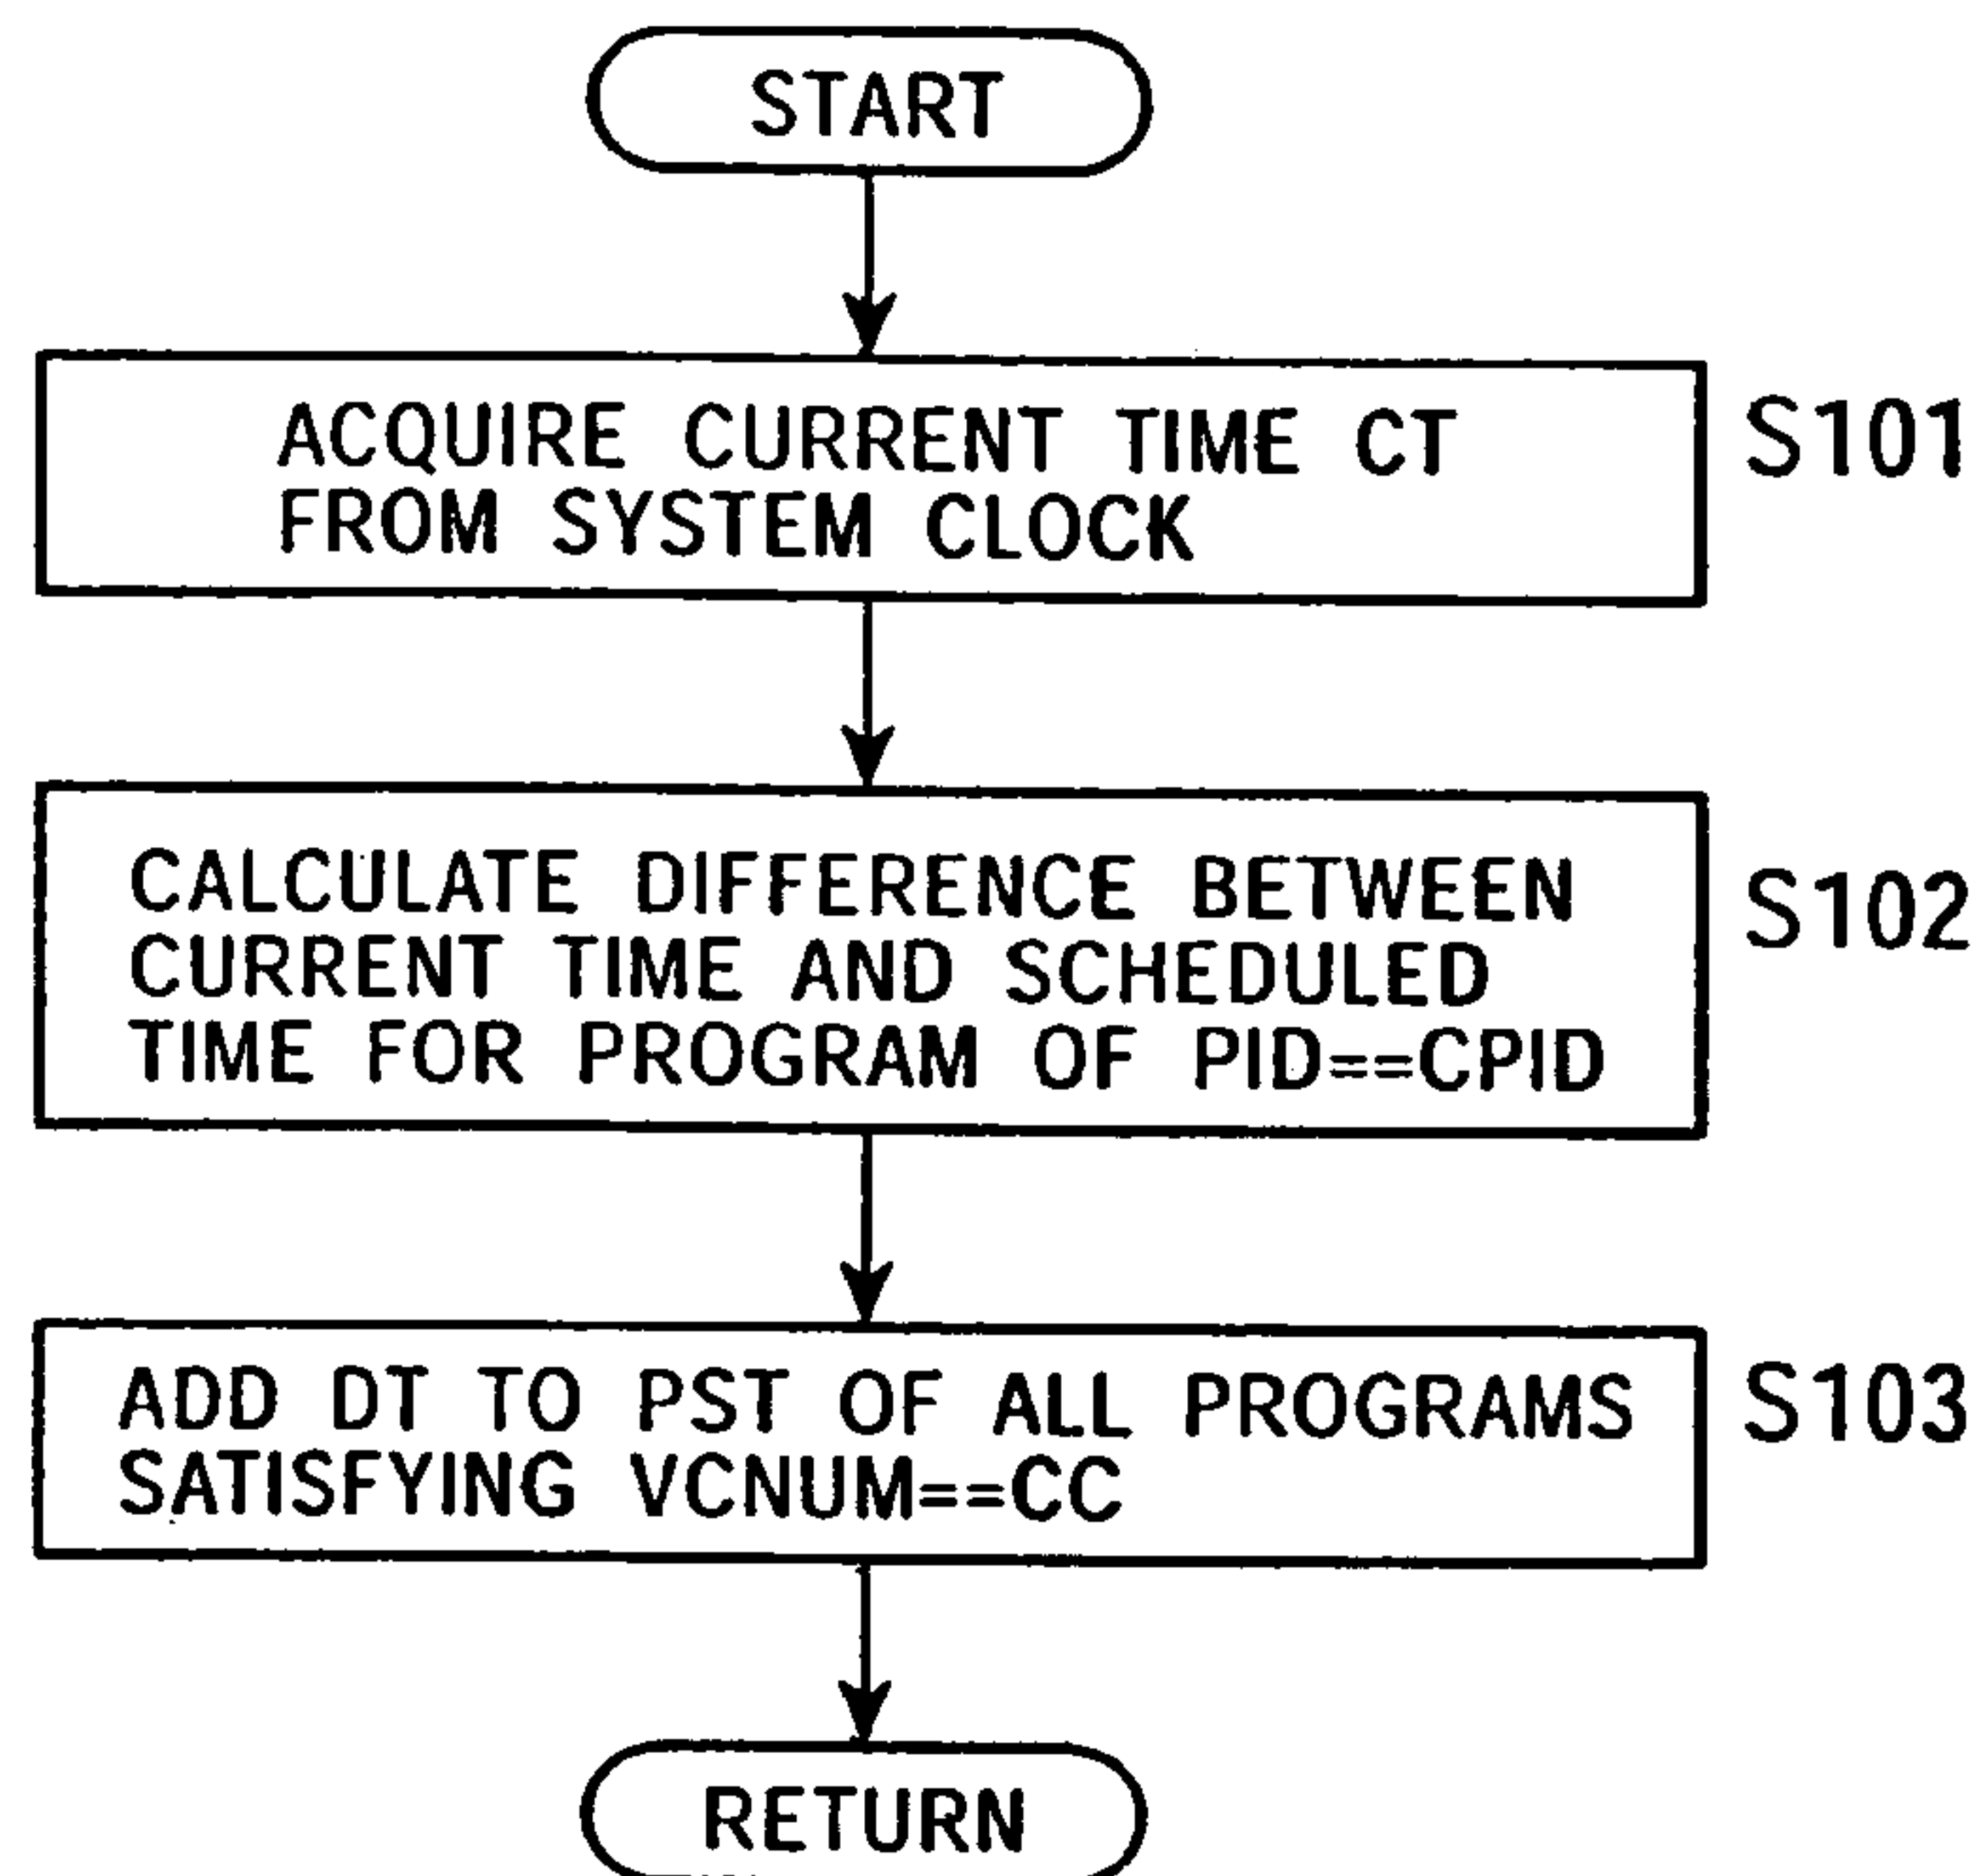 START
ACQUIRE CURRENT TIME CT
FROM SYSTEM CLOCK
S101
CALCULATE DIFFERENCE BETWEEN
CURRENT TIME AND SCHEDULED
TIME FOR PROGRAM OF PID==CPID
S102
ADD DT TO PST OF ALL PROGRAMS
SATISFYING VCNUM==CC
S103
RETURN